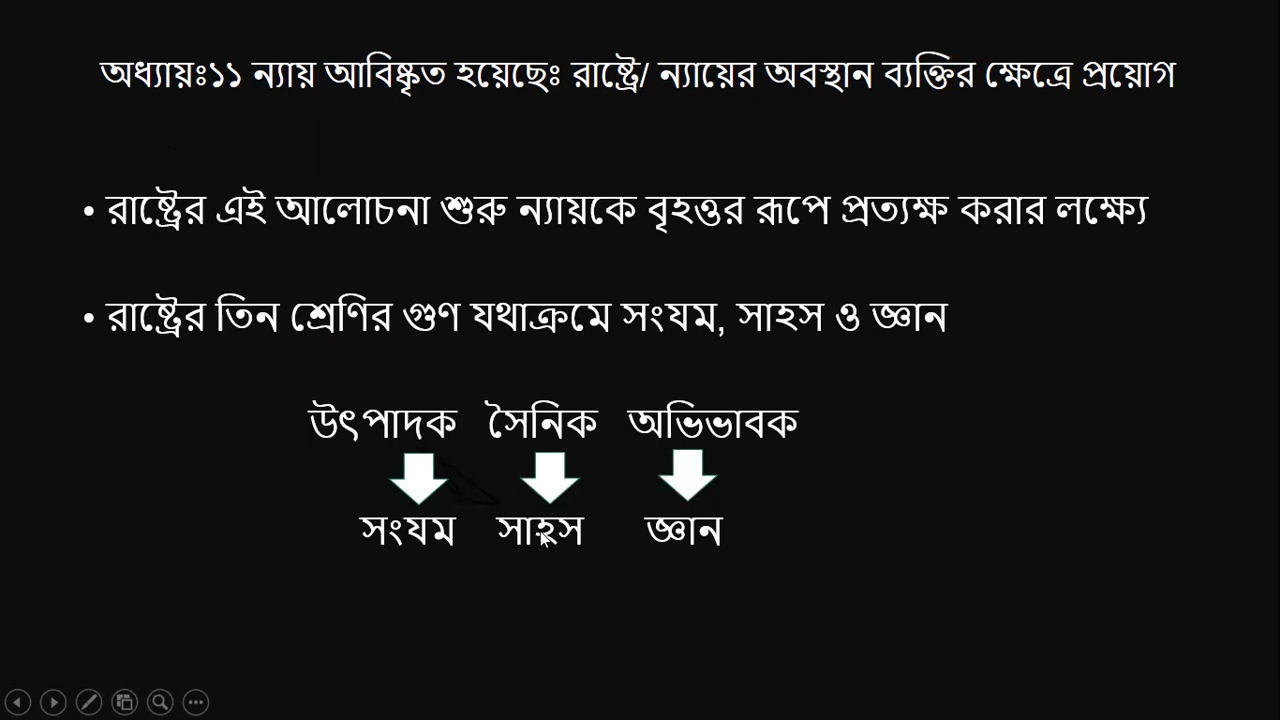 অধ্যায়ঃ১১ ন্যায় আবিষ্কৃত হয়েছেঃ রাষ্ট্রে/ ন্যায়ের অবস্থান ব্যক্তির ক্ষেত্রে প্রয়োগ
• রাষ্ট্রের এই আলোচনা শুরু ন্যায়কে বৃহত্তর রূপে প্রত্যক্ষ করার লক্ষ্যে
• রাষ্ট্রের তিন শ্রেণির গুণ যথাক্রমে সংযম, সাহস ও জ্ঞান
উৎপাদক সৈনিক অভিভাবক
সংযম সাহস জ্ঞান